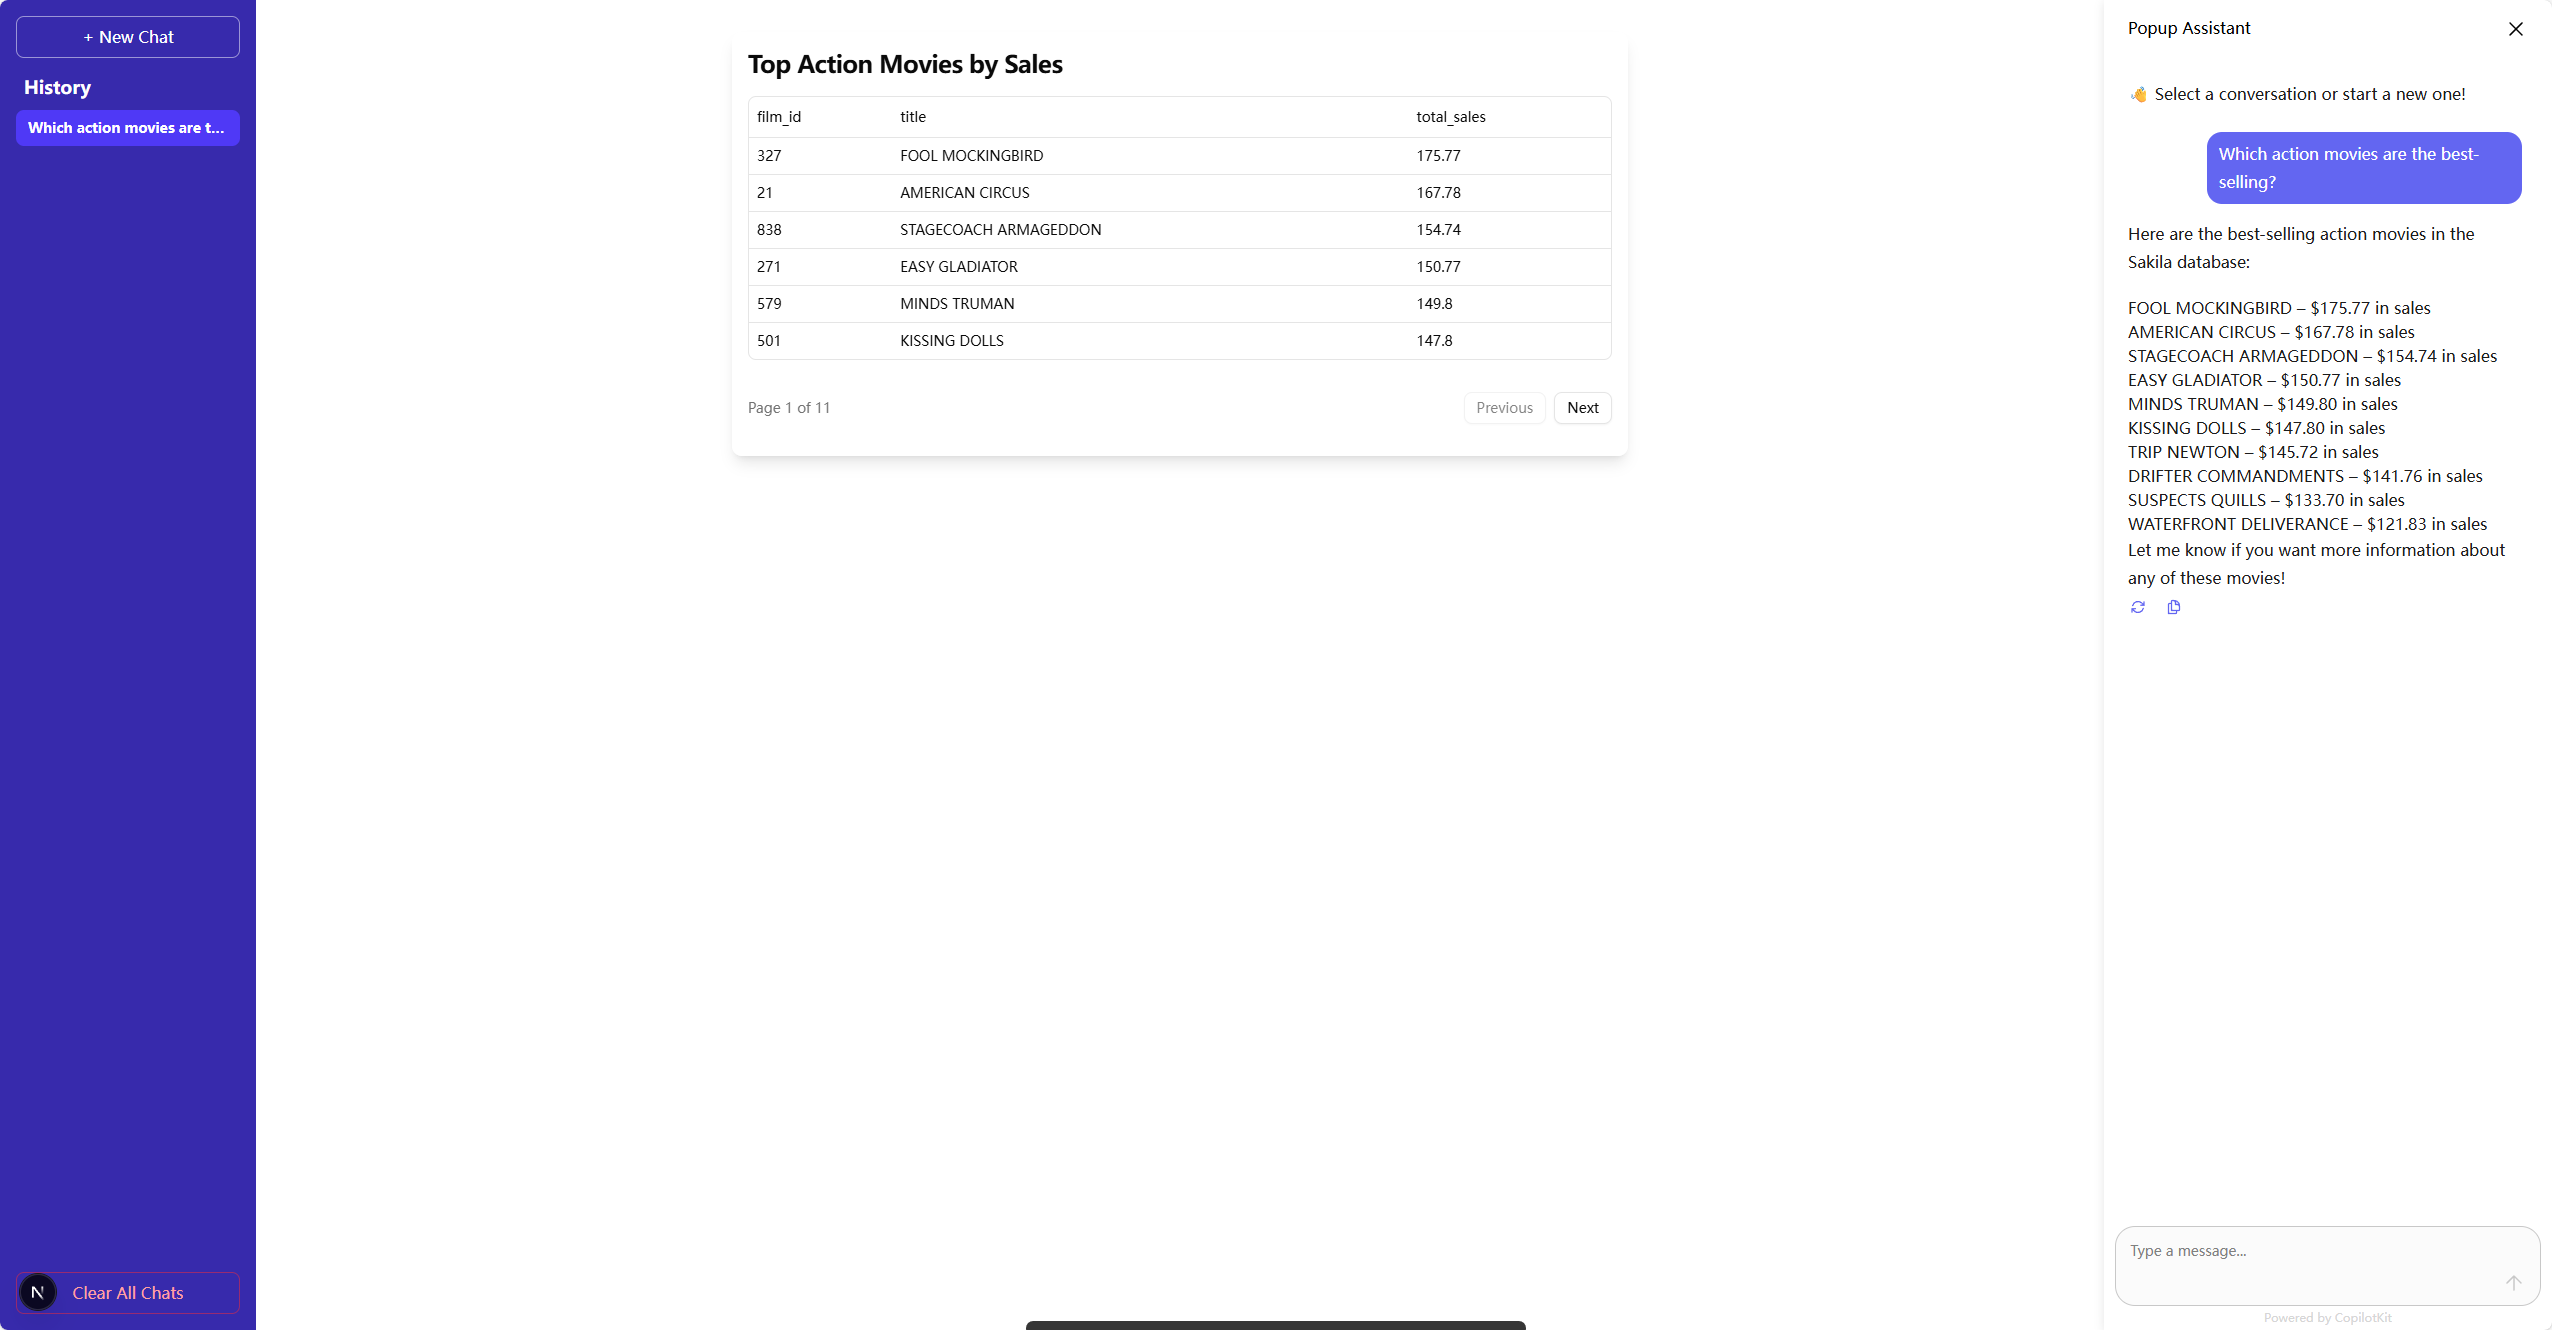 + New Chat
History
Which action movies are t...
N
Clear All Chats
Top Action Movies by Sales
film_id title total_sales
327 FOOL MOCKINGBIRD 175.77
21 AMERICAN CIRCUS 167.78
838 STAGECOACH ARMAGEDDON 154.74
271 EASY GLADIATOR 150.77
579 MINDS TRUMAN 149.8
501 KISSING DOLLS 147.8
Page 1 of 11 Previous Next
Popup Assistant
👋 Select a conversation or start a new one!
Which action movies are the best-
selling?
Here are the best-selling action movies in the
Sakila database:
FOOL MOCKINGBIRD – $175.77 in sales
AMERICAN CIRCUS – $167.78 in sales
STAGECOACH ARMAGEDDON – $154.74 in sales
EASY GLADIATOR – $150.77 in sales
MINDS TRUMAN – $149.80 in sales
KISSING DOLLS – $147.80 in sales
TRIP NEWTON – $145.72 in sales
DRIFTER COMMANDMENTS – $141.76 in sales
SUSPECTS QUILLS – $133.70 in sales
WATERFRONT DELIVERANCE – $121.83 in sales
Let me know if you want more information about
any of these movies!
Type a message...
Powered by CopilotKit